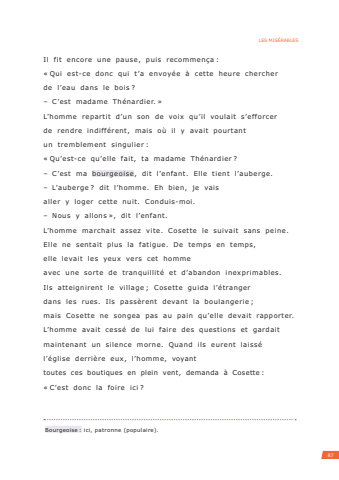 LES MISÉRABLES
Il fit encore une pause, puis recommença :
« Qui est-ce donc qui t’a envoyée à cette heure chercher
de l’eau dans le bois ?
– C’est madame Thénardier. »
L’homme repartit d’un son de voix qu’il voulait s’efforcer
de rendre indifférent, mais où il y avait pourtant
un tremblement singulier :
« Qu’est-ce qu’elle fait, ta madame Thénardier ?
– C’est ma bourgeoise, dit l’enfant. Elle tient l’auberge.
– L’auberge ? dit l’homme. Eh bien, je vais
aller y loger cette nuit. Conduis-moi.
– Nous y allons », dit l’enfant.
L’homme marchait assez vite. Cosette le suivait sans peine.
Elle ne sentait plus la fatigue. De temps en temps,
elle levait les yeux vers cet homme
avec une sorte de tranquillité et d’abandon inexprimables.
Ils atteignirent le village ; Cosette guida l’étranger
dans les rues. Ils passèrent devant la boulangerie ;
mais Cosette ne songea pas au pain qu’elle devait rapporter.
L’homme avait cessé de lui faire des questions et gardait
maintenant un silence morne. Quand ils eurent laissé
l’église derrière eux, l’homme, voyant
toutes ces boutiques en plein vent, demanda à Cosette :
« C’est donc la foire ici ?
Bourgeoise : ici, patronne (populaire).
87